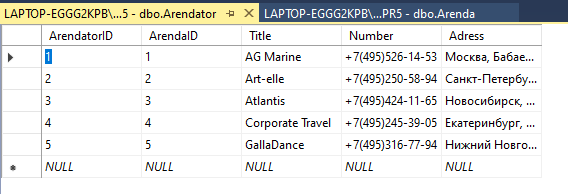 LAPTOP-EGGG2KPB\...5 - dbo.Arendator LAPTOP-EGGG2KPB\...PR5 - dbo.Arenda
ArendatorID ArendaID Title Number Adress
1 1 AG Marine +7(495)526-14-53 Москва, Бабае...
2 2 Art-elle +7(495)250-58-94 Санкт-Петербу...
3 3 Atlantis +7(495)424-11-65 Новосибирск, ...
4 4 Corporate Travel +7(495)245-39-05 Екатеринбург, ...
5 5 GallaDance +7(495)316-77-94 Нижний Новго...
NULL NULL NULL NULL NULL